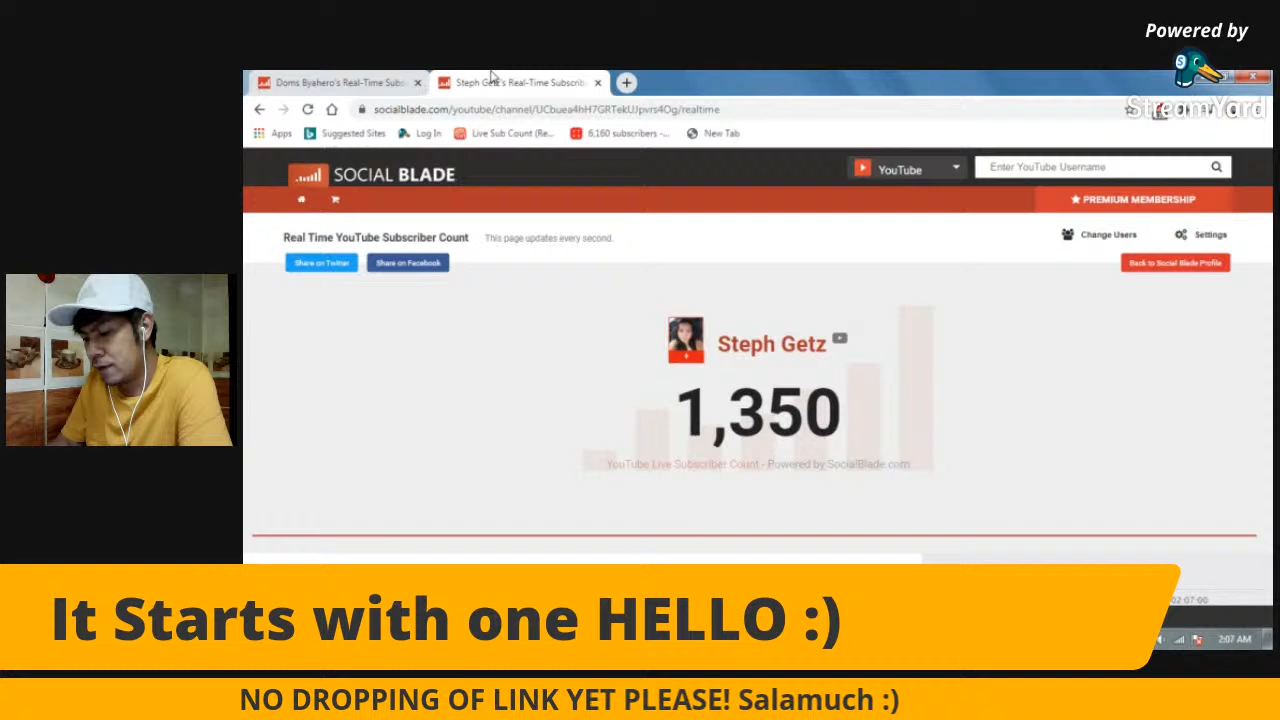 Powered by
StreamYard
Doms Byahero's Real-Time Subs
Steph Getz's Real-Time Subscrib
socialblade.com/youtube/channel/UCbuea4hH7GRTekUJpvrs4Og/realtime
Apps
Suggested Sites
Log In
Live Sub Count (Re...
6,160 subscribers -...
New Tab
SOCIAL BLADE
YouTube
Enter YouTube Username
PREMIUM MEMBERSHIP
Real Time YouTube Subscriber Count
This page updates every second.
Change Users
Settings
Share on Twitter
Share on Facebook
Back to Social Blade Profile
Steph Getz
1,350
YouTube Live Subscriber Count - Powered by SocialBlade.com
02:07:00
It Starts with one HELLO :)
2:07 AM
NO DROPPING OF LINK YET PLEASE! Salamuch :)